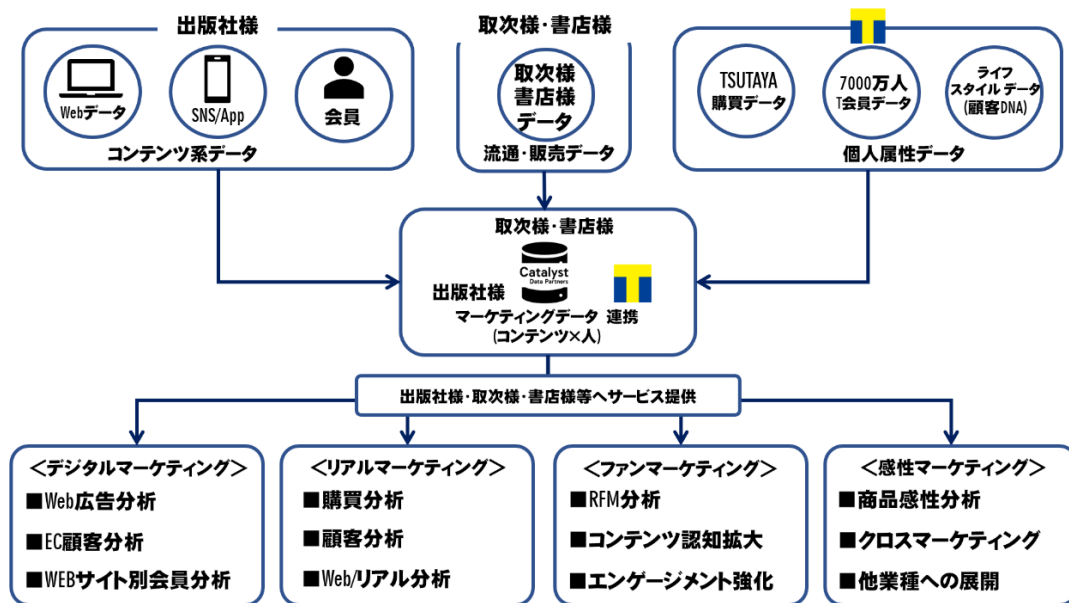 出版社様
Webデータ
SNS/App
会員
コンテンツ系データ
取次様・書店様
取次様
書店様
データ
流通・販売データ
T
TSUTAYA
購買データ
7000万人
T会員データ
ライフ
スタイルデータ
(顧客DNA)
個人属性データ
取次様・書店様
Catalyst
Data Partners
出版社様
T
マーケティングデータ 連携
(コンテンツ×人)
出版社様・取次様・書店様等へサービス提供
＜デジタルマーケティング＞
■Web広告分析
■EC顧客分析
■WEBサイト別会員分析
＜リアルマーケティング＞
■購買分析
■顧客分析
■Web/リアル分析
＜ファンマーケティング＞
■RFM分析
■コンテンツ認知拡大
■エンゲージメント強化
＜感性マーケティング＞
■商品感性分析
■クロスマーケティング
■他業種への展開